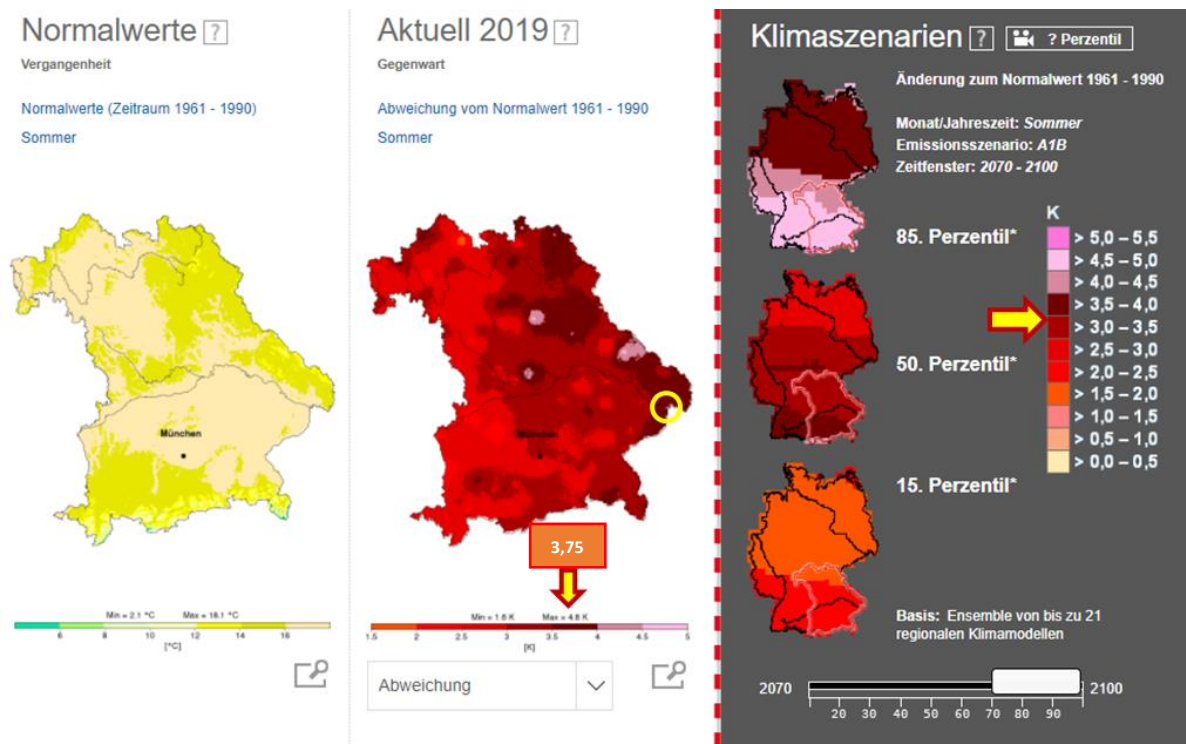 Normalwerte ?
Vergangenheit
Normalwerte (Zeitraum 1961 - 1990)
Sommer
München
Min = 2.1 °C Max = 18.1 °C
6 8 10 12 14 16
[°C]
Aktuell 2019 ?
Gegenwart
Abweichung vom Normalwert 1961 - 1990
Sommer
München
3,75
Min = 1.6 K Max = 4.8 K
1.5 2 2.5 3 3.5 4 4.5 5
[K]
Abweichung
Klimaszenarien ? ? Perzentil
Änderung zum Normalwert 1961 - 1990
Monat/Jahreszeit: Sommer
Emissionsszenario: A1B
Zeitfenster: 2070 - 2100
85. Perzentil*
50. Perzentil*
15. Perzentil*
K
> 5,0 – 5,5
> 4,5 – 5,0
> 4,0 – 4,5
> 3,5 – 4,0
> 3,0 – 3,5
> 2,5 – 3,0
> 2,0 – 2,5
> 1,5 – 2,0
> 1,0 – 1,5
> 0,5 – 1,0
> 0,0 – 0,5
Basis: Ensemble von bis zu 21
regionalen Klimamodellen
2070 2100
20 30 40 50 60 70 80 90